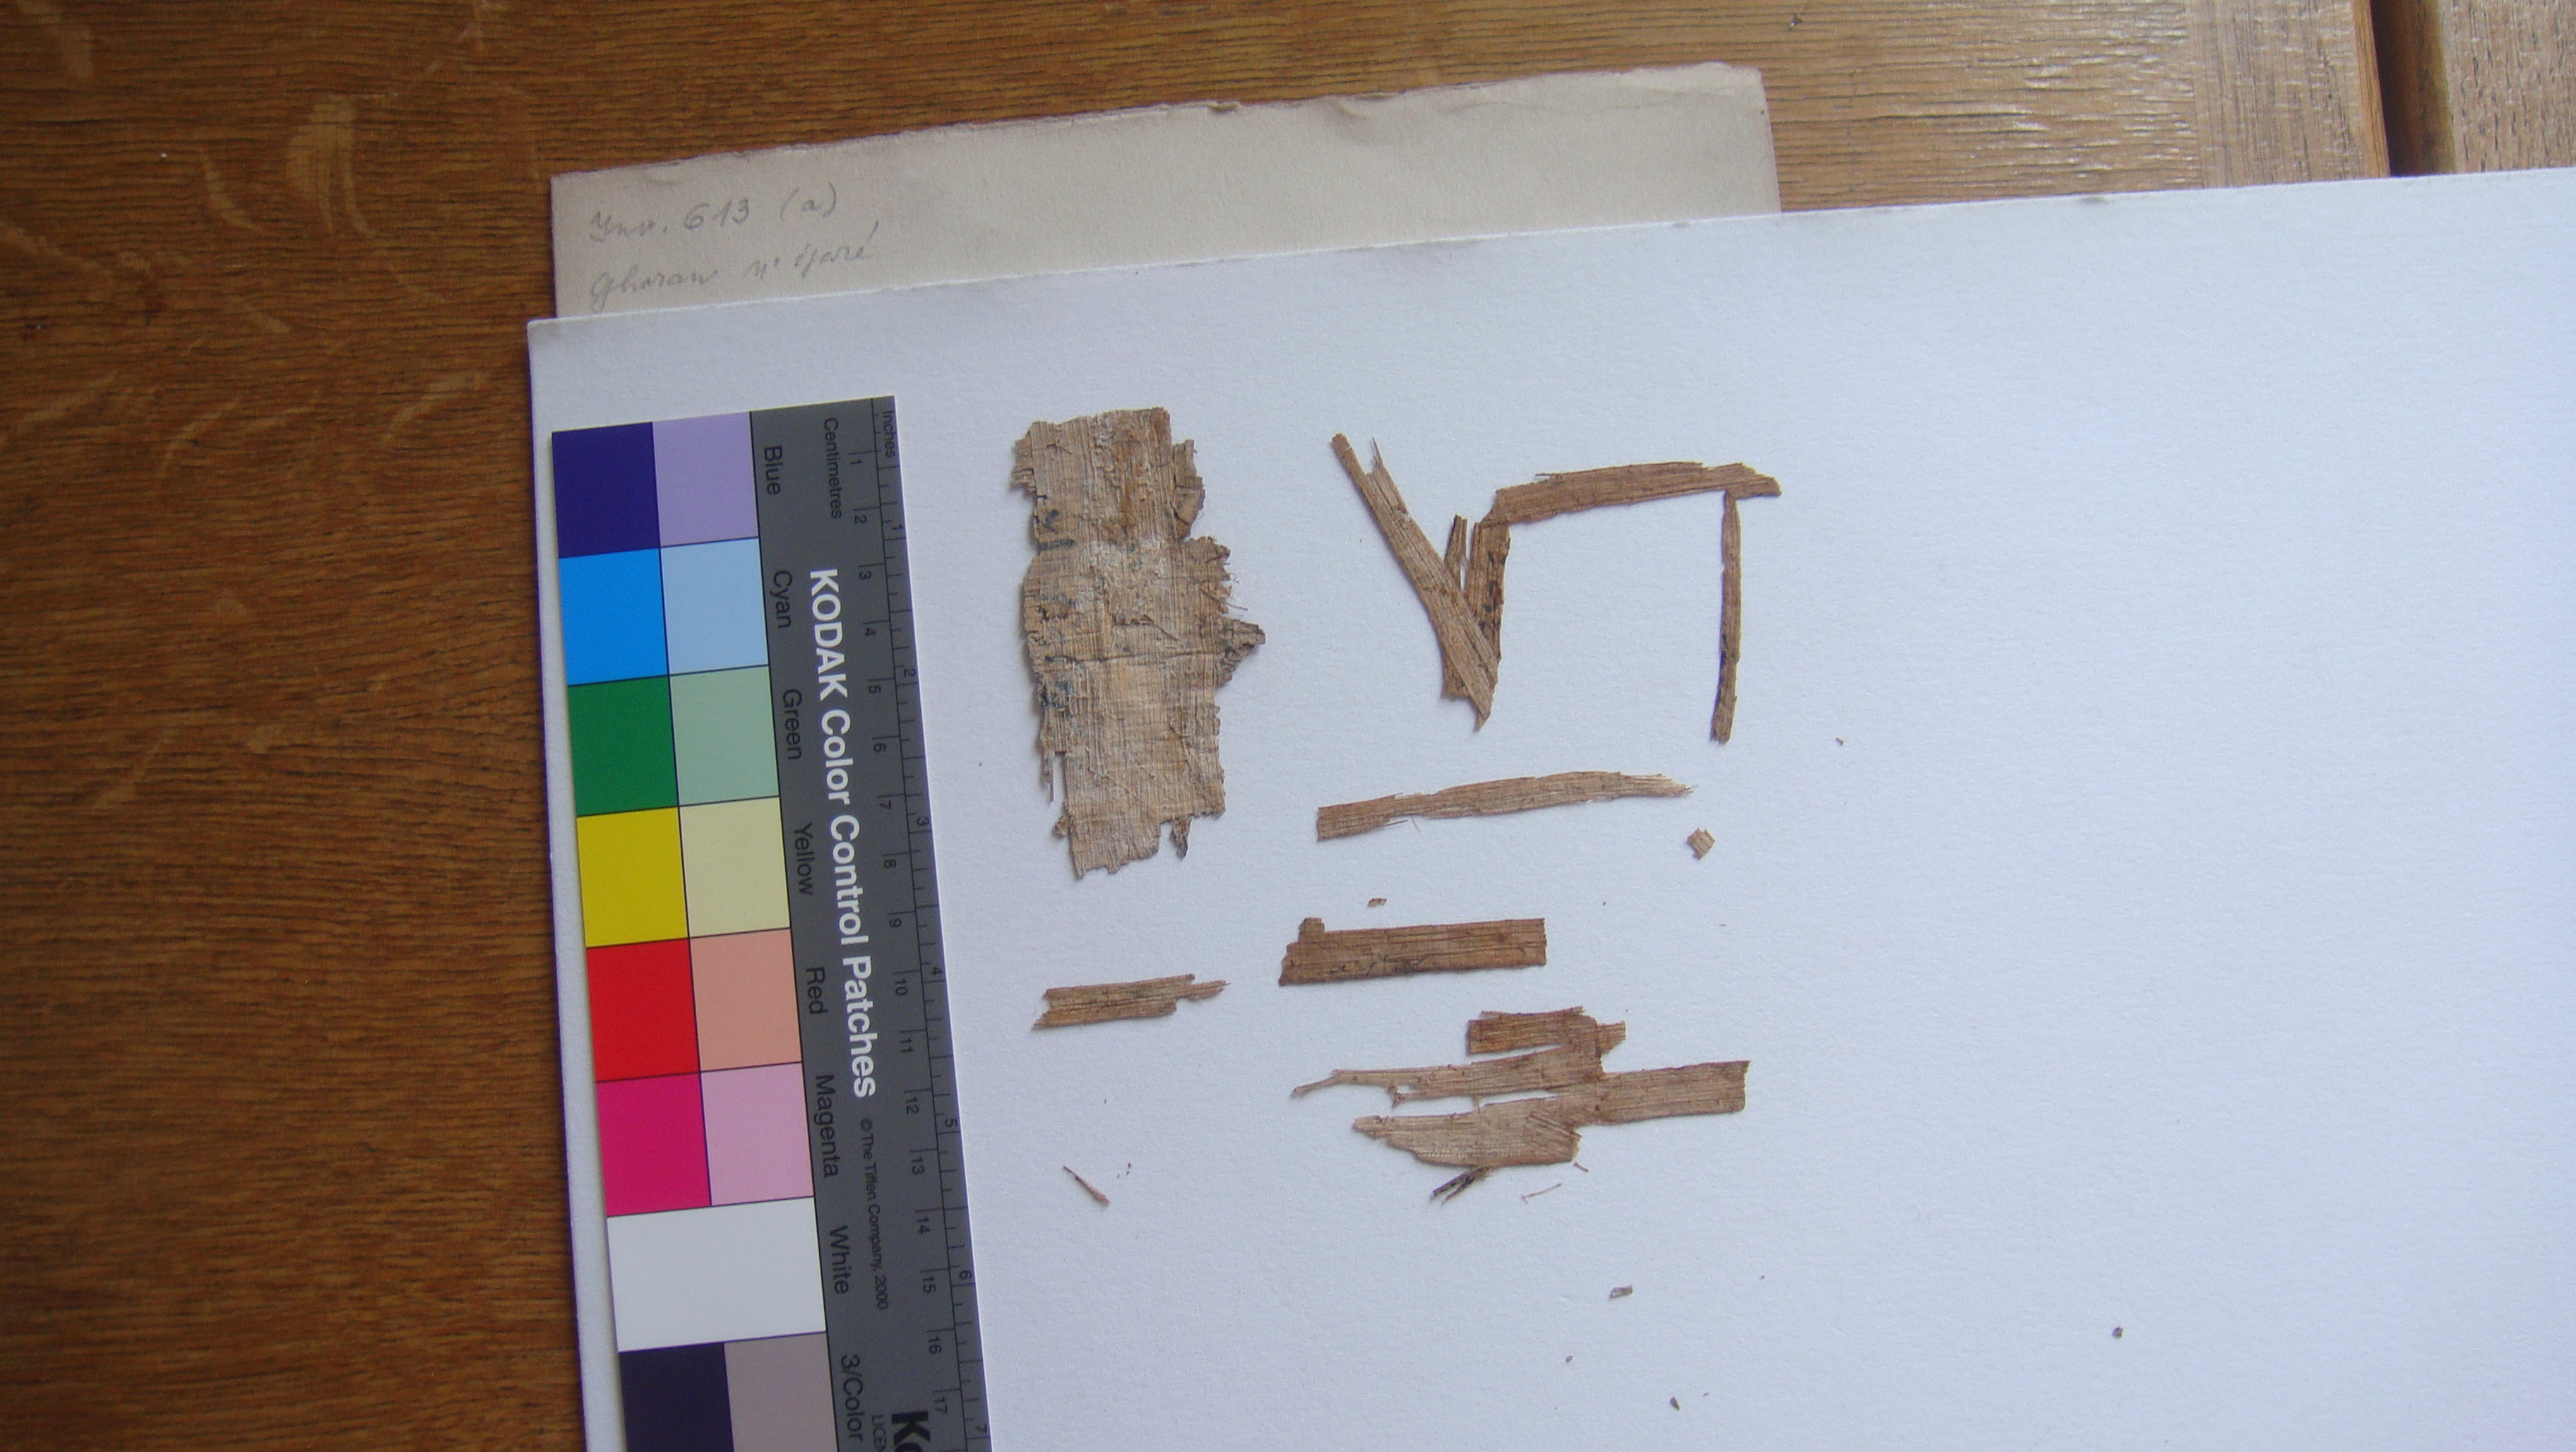 Inv. 613 (a)
Ghoran n° égaré
Inches
Centimetres
1
2
3
4
5
6
7
8
9
10
11
12
13
14
15
16
17
1
2
3
4
5
6
7
KODAK Color Control Patches © The Tiffen Company, 2000
Blue
Cyan
Green
Yellow
Red
Magenta
White
3/Color